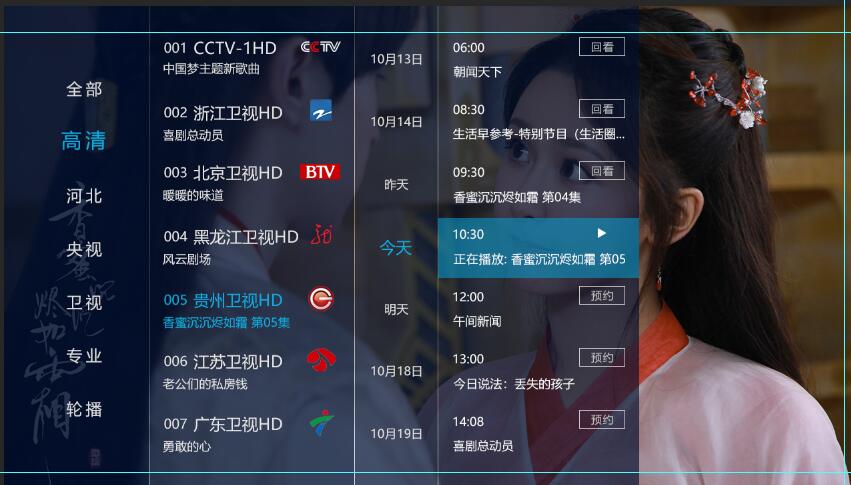 全部
高清
河北
央视
卫视
专业
轮播
001 CCTV-1HD
CCTV
中国梦主题新歌曲
002 浙江卫视HD
喜剧总动员
003 北京卫视HD
BTV
暖暖的味道
004 黑龙江卫视HD
风云剧场
005 贵州卫视HD
香蜜沉沉烬如霜 第05集
006 江苏卫视HD
老公们的私房钱
007 广东卫视HD
勇敢的心
10月13日
10月14日
昨天
今天
明天
10月18日
10月19日
06:00
回看
朝闻天下
08:30
回看
生活早参考-特别节目（生活圈...
09:30
回看
香蜜沉沉烬如霜 第04集
10:30
正在播放: 香蜜沉沉烬如霜 第05
12:00
预约
午间新闻
13:00
预约
今日说法：丢失的孩子
14:08
预约
喜剧总动员